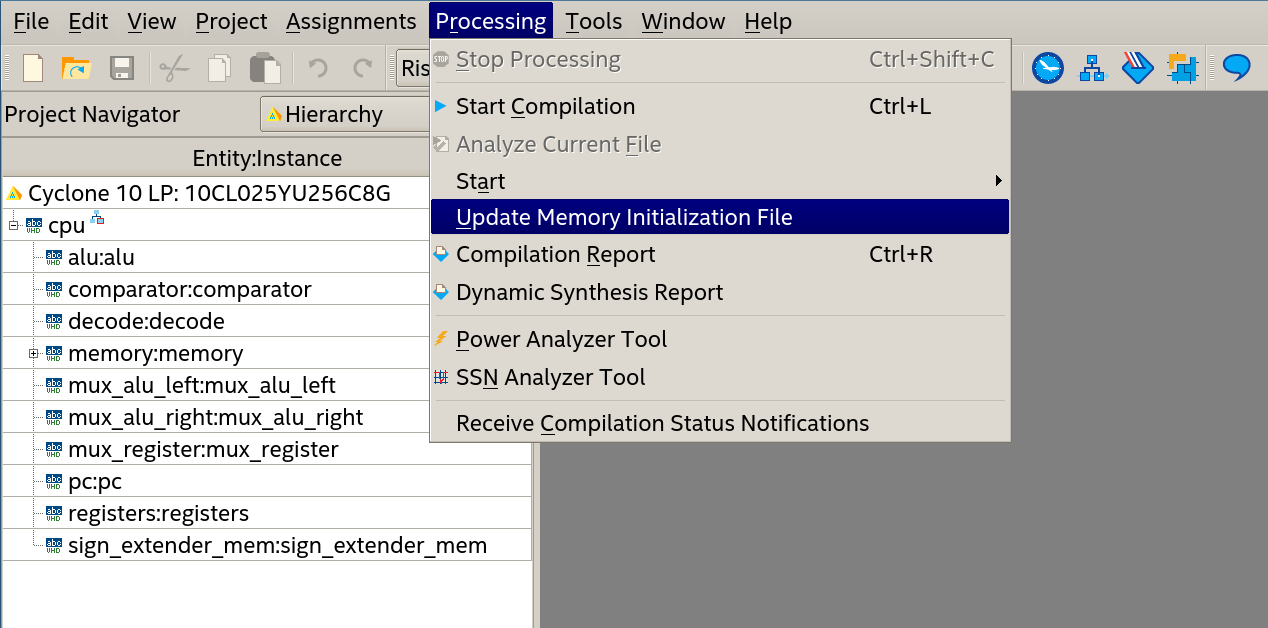 File Edit View Project Assignments Processing Tools Window Help
Stop Processing Ctrl+Shift+C
Ris
Project Navigator Hierarchy
Start Compilation Ctrl+L
Analyze Current File
Entity:Instance
Start
Cyclone 10 LP: 10CL025YU256C8G
Update Memory Initialization File
cpu
Compilation Report Ctrl+R
alu:alu
comparator:comparator
Dynamic Synthesis Report
decode:decode
Power Analyzer Tool
memory:memory
SSN Analyzer Tool
mux_alu_left:mux_alu_left
mux_alu_right:mux_alu_right
Receive Compilation Status Notifications
mux_register:mux_register
pc:pc
registers:registers
sign_extender_mem:sign_extender_mem